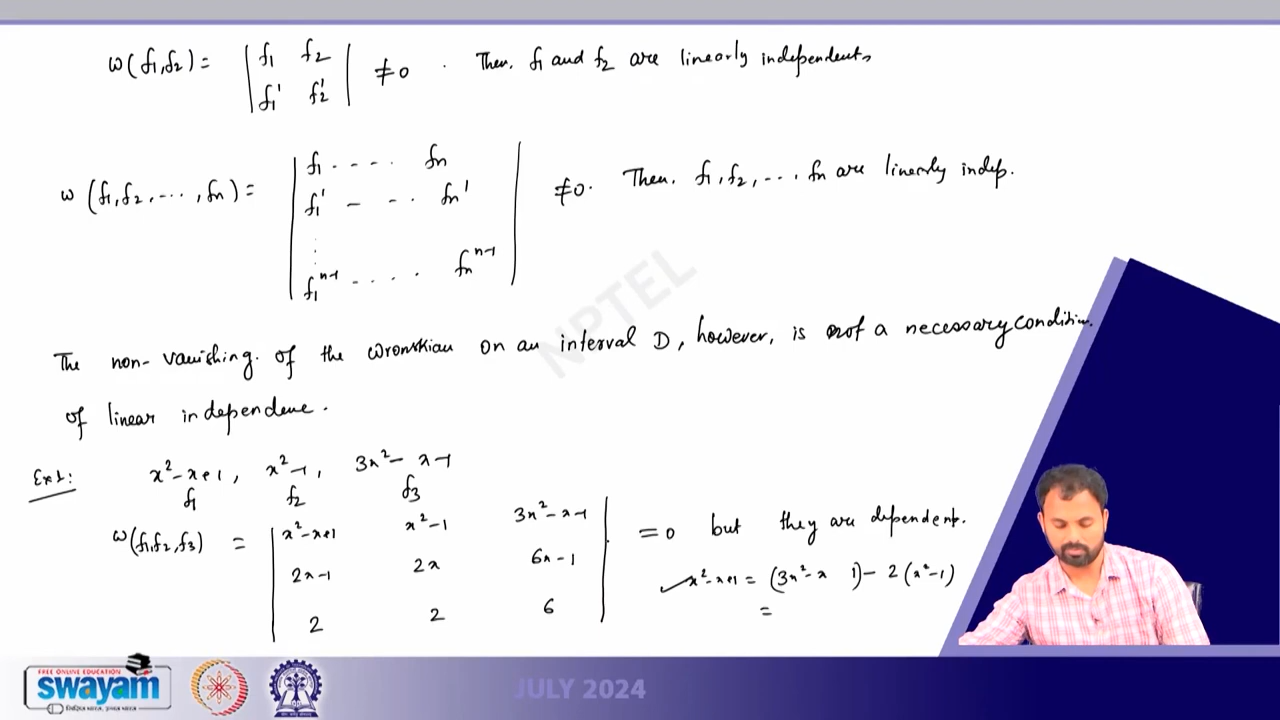 W(f1,f2) = | f1 f2 | ≠0 . Then, f1 and f2 are linearly independent,
| f1' f2' |
W (f1,f2,...,fn) = | f1 . - - - . fn | ≠0. Then, f1,f2,... fn are linearly indep.
| f1' - - .. fn' |
| f1^n-1 - . . . . fn^n-1 |
The non-vanishing. of the wronskian on an interval D, however, is not a necessary condition.
of linear independene.
Ex1: x²-x+1, x²-1, 3x²-x-1
f1 f2 f3
W(f1,f2,f3) = | x²-x+1 x²-1 3x²-x-1 | =0 but they are dependent.
| 2x-1 2x 6x-1 | x²-x+1 = (3x²-x 1)-2(x²-1)
| 2 2 6 | =
NPTEL
FREE ONLINE EDUCATION
swayam
JULY 2024